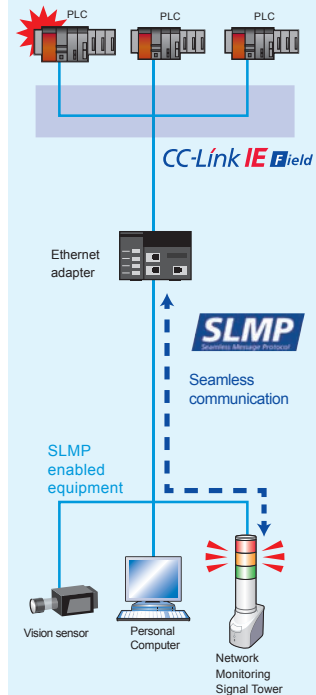 PLC PLC PLC
CC-Link IE Field
Ethernet
adapter
SLMP
Seamless Message Protocol
Seamless
communication
SLMP
enabled
equipment
Vision sensor
Personal
Computer
Network
Monitoring
Signal Tower